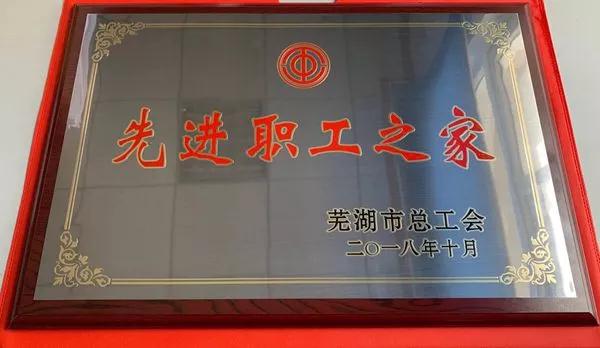 先进职工之家
芜湖市总工会
二〇一八年十月